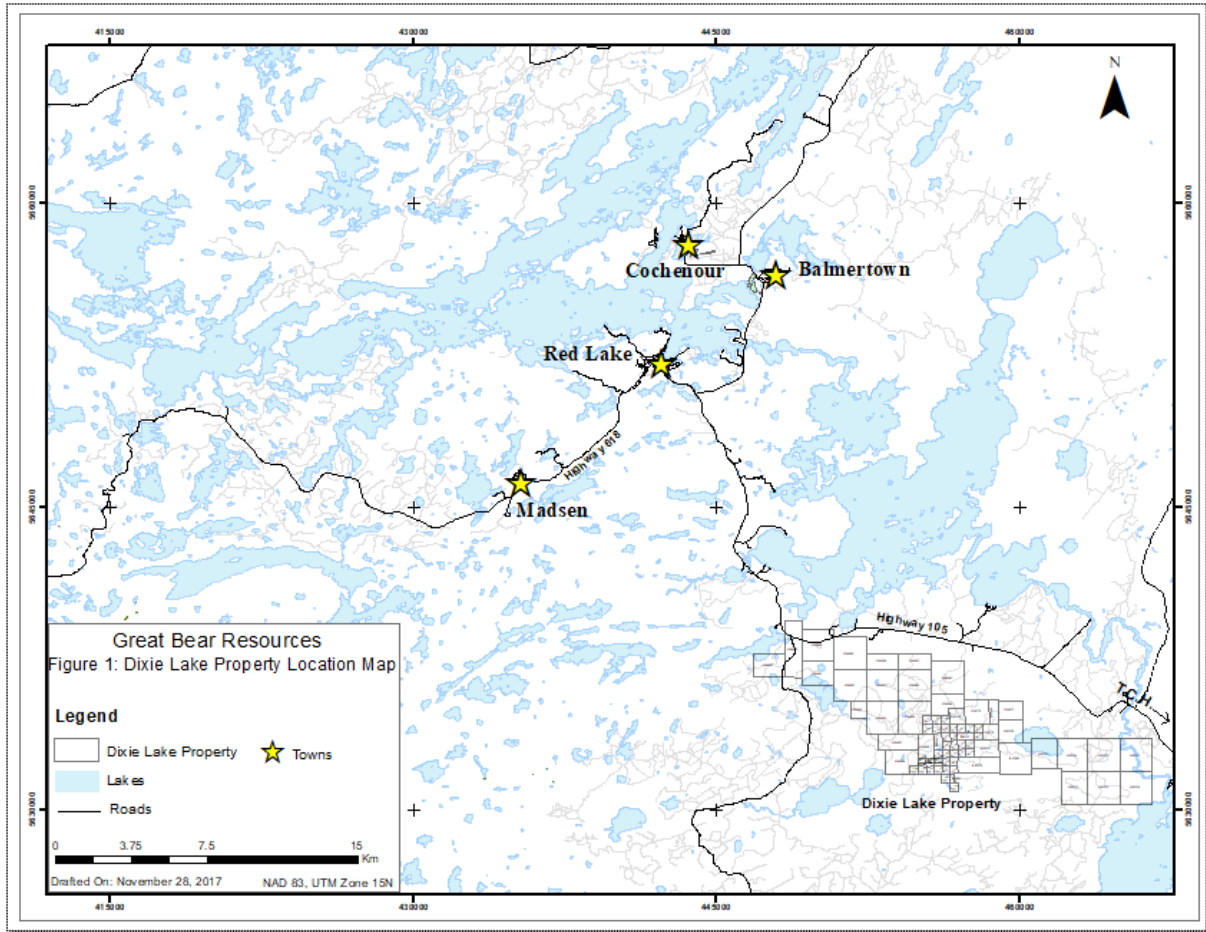 415000 430000 445000 460000
N
5660000 5660000
Cochenour
Balmertown
Red Lake
Highway 618
Madsen
5645000 5645000
Highway 105
T.C.H.
Dixie Lake Property
5630000 5630000
Great Bear Resources
Figure 1: Dixie Lake Property Location Map
Legend
Dixie Lake Property Towns
Lakes
Roads
0 3.75 7.5 15
Km
Drafted On: November 28, 2017 NAD 83, UTM Zone 15N
415000 430000 445000 460000